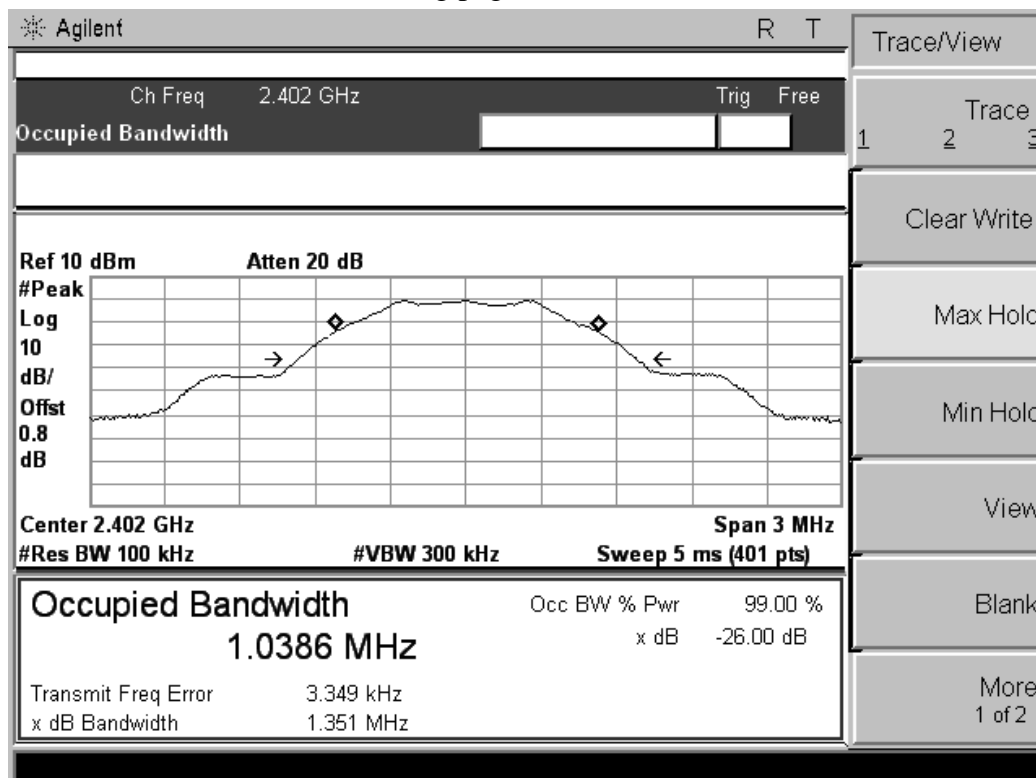 Agilent R T
Trace/View
Ch Freq 2.402 GHz Trig Free
Occupied Bandwidth
Trace
1 2 3
Clear Write
Ref 10 dBm Atten 20 dB
#Peak
Log
10
dB/
Offst
0.8
dB
Max Hold
Min Hold
Center 2.402 GHz Span 3 MHz
#Res BW 100 kHz #VBW 300 kHz Sweep 5 ms (401 pts)
View
Occupied Bandwidth Occ BW % Pwr 99.00 %
1.0386 MHz x dB -26.00 dB
Blank
Transmit Freq Error 3.349 kHz
x dB Bandwidth 1.351 MHz
More
1 of 2